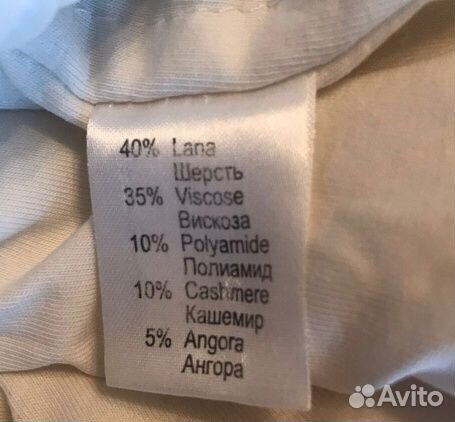 40% Lana
Шерсть
35% Viscose
Вискоза
10% Polyamide
Полиамид
10% Cashmere
Кашемир
5% Angora
Ангора
Avito